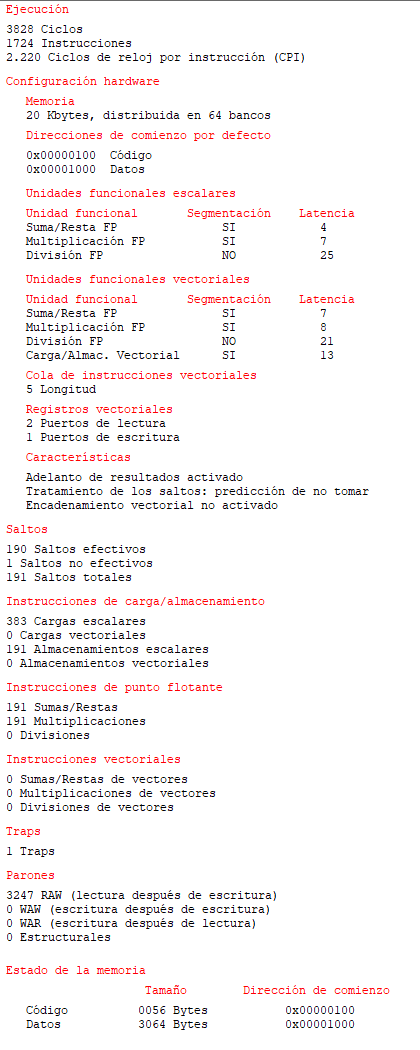 Ejecución
3828 Ciclos
1724 Instrucciones
2.220 Ciclos de reloj por instrucción (CPI)
Configuración hardware
Memoria
20 Kbytes, distribuida en 64 bancos
Direcciones de comienzo por defecto
0x00000100 Código
0x00001000 Datos
Unidades funcionales escalares
Unidad funcional Segmentación Latencia
Suma/Resta FP SI 4
Multiplicación FP SI 7
División FP NO 25
Unidades funcionales vectoriales
Unidad funcional Segmentación Latencia
Suma/Resta FP SI 7
Multiplicación FP SI 8
División FP NO 21
Carga/Almac. Vectorial SI 13
Cola de instrucciones vectoriales
5 Longitud
Registros vectoriales
2 Puertos de lectura
1 Puertos de escritura
Características
Adelanto de resultados activado
Tratamiento de los saltos: predicción de no tomar
Encadenamiento vectorial no activado
Saltos
190 Saltos efectivos
1 Saltos no efectivos
191 Saltos totales
Instrucciones de carga/almacenamiento
383 Cargas escalares
0 Cargas vectoriales
191 Almacenamientos escalares
0 Almacenamientos vectoriales
Instrucciones de punto flotante
191 Sumas/Restas
191 Multiplicaciones
0 Divisiones
Instrucciones vectoriales
0 Sumas/Restas de vectores
0 Multiplicaciones de vectores
0 Divisiones de vectores
Traps
1 Traps
Parones
3247 RAW (lectura después de escritura)
0 WAW (escritura después de escritura)
0 WAR (escritura después de lectura)
0 Estructurales
Estado de la memoria
Tamaño Dirección de comienzo
Código 0056 Bytes 0x00000100
Datos 3064 Bytes 0x00001000